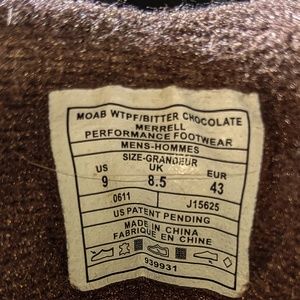 MOAB WTPF/BITTER CHOCOLATE
MERRELL
PERFORMANCE FOOTWEAR
MENS-HOMMES
SIZE-GRANDEUR
US UK EUR
9 8.5 43
0611 J15625
US PATENT PENDING
MADE IN CHINA
FABRIQUE EN CHINE
939931